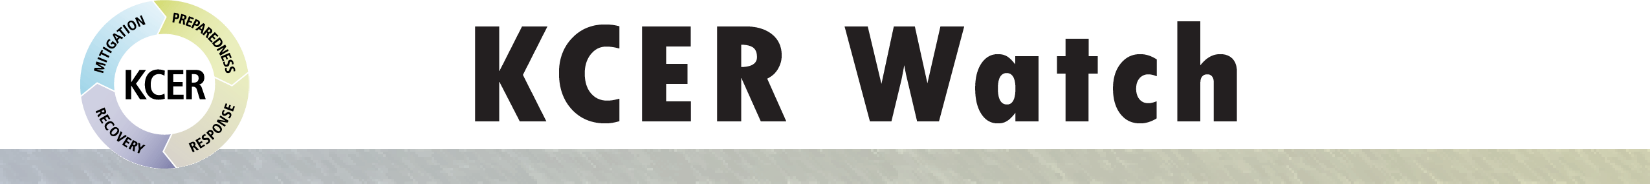 MITIGATION
PREPAREDNESS
KCER
RECOVERY
RESPONSE
KCER Watch